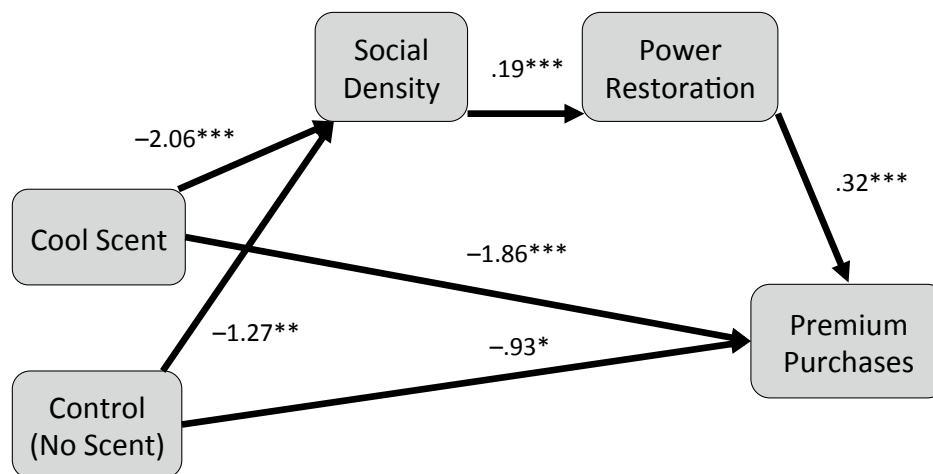 Social
Density
.19***
Power
Restoration
–2.06***
.32***
Cool Scent
–1.86***
–1.27**
–.93*
Premium
Purchases
Control
(No Scent)